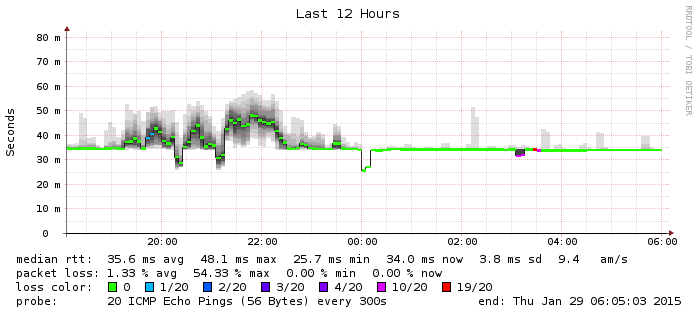 Last 12 Hours
RRDTOOL / TOBI OETIKER
Seconds
80 m
70 m
60 m
50 m
40 m
30 m
20 m
10 m
0
20:00 22:00 00:00 02:00 04:00 06:00
median rtt: 35.6 ms avg 48.1 ms max 25.7 ms min 34.0 ms now 3.8 ms sd 9.4 am/s
packet loss: 1.33 % avg 54.33 % max 0.00 % min 0.00 % now
loss color: 0 1/20 2/20 3/20 4/20 10/20 19/20
probe: 20 ICMP Echo Pings (56 Bytes) every 300s end: Thu Jan 29 06:05:03 2015